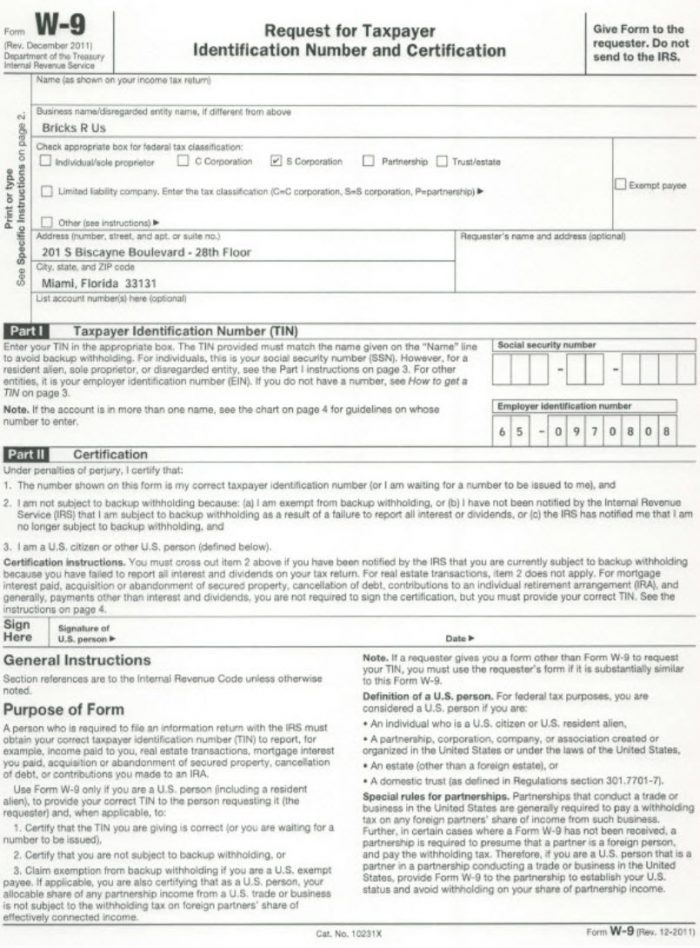 Form W-9
(Rev. December 2011)
Department of the Treasury
Internal Revenue Service
Request for Taxpayer
Identification Number and Certification
Give Form to the
requester. Do not
send to the IRS.
Print or type
See Specific Instructions on page 2.
Name (as shown on your income tax return)
Business name/disregarded entity name, if different from above
Bricks R Us
Check appropriate box for federal tax classification:
Individual/sole proprietor C Corporation ✓ S Corporation Partnership Trust/estate
Limited liability company. Enter the tax classification (C=C corporation, S=S corporation, P=partnership) ▶
Exempt payee
Other (see instructions) ▶
Address (number, street, and apt. or suite no.)
201 S Biscayne Boulevard - 28th Floor
Requester's name and address (optional)
City, state, and ZIP code
Miami, Florida 33131
List account number(s) here (optional)
Part I Taxpayer Identification Number (TIN)
Enter your TIN in the appropriate box. The TIN provided must match the name given on the "Name" line
to avoid backup withholding. For individuals, this is your social security number (SSN). However, for a
resident alien, sole proprietor, or disregarded entity, see the Part I instructions on page 3. For other
entities, it is your employer identification number (EIN). If you do not have a number, see How to get a
TIN on page 3.
Note. If the account is in more than one name, see the chart on page 4 for guidelines on whose
number to enter.
Social security number
- -
Employer identification number
6 5 - 0 9 7 0 8 0 8
Part II Certification
Under penalties of perjury, I certify that:
1. The number shown on this form is my correct taxpayer identification number (or I am waiting for a number to be issued to me), and
2. I am not subject to backup withholding because: (a) I am exempt from backup withholding, or (b) I have not been notified by the Internal Revenue
Service (IRS) that I am subject to backup withholding as a result of a failure to report all interest or dividends, or (c) the IRS has notified me that I am
no longer subject to backup withholding, and
3. I am a U.S. citizen or other U.S. person (defined below).
Certification instructions. You must cross out item 2 above if you have been notified by the IRS that you are currently subject to backup withholding
because you have failed to report all interest and dividends on your tax return. For real estate transactions, item 2 does not apply. For mortgage
interest paid, acquisition or abandonment of secured property, cancellation of debt, contributions to an individual retirement arrangement (IRA), and
generally, payments other than interest and dividends, you are not required to sign the certification, but you must provide your correct TIN. See the
instructions on page 4.
Sign
Here
Signature of
U.S. person ▶
Date ▶
General Instructions
Section references are to the Internal Revenue Code unless otherwise
noted.
Purpose of Form
A person who is required to file an information return with the IRS must
obtain your correct taxpayer identification number (TIN) to report, for
example, income paid to you, real estate transactions, mortgage interest
you paid, acquisition or abandonment of secured property, cancellation
of debt, or contributions you made to an IRA.
Use Form W-9 only if you are a U.S. person (including a resident
alien), to provide your correct TIN to the person requesting it (the
requester) and, when applicable, to:
1. Certify that the TIN you are giving is correct (or you are waiting for a
number to be issued),
2. Certify that you are not subject to backup withholding, or
3. Claim exemption from backup withholding if you are a U.S. exempt
payee. If applicable, you are also certifying that as a U.S. person, your
allocable share of any partnership income from a U.S. trade or business
is not subject to the withholding tax on foreign partners' share of
effectively connected income.
Note. If a requester gives you a form other than Form W-9 to request
your TIN, you must use the requester's form if it is substantially similar
to this Form W-9.
Definition of a U.S. person. For federal tax purposes, you are
considered a U.S. person if you are:
• An individual who is a U.S. citizen or U.S. resident alien,
• A partnership, corporation, company, or association created or
organized in the United States or under the laws of the United States,
• An estate (other than a foreign estate), or
• A domestic trust (as defined in Regulations section 301.7701-7).
Special rules for partnerships. Partnerships that conduct a trade or
business in the United States are generally required to pay a withholding
tax on any foreign partners' share of income from such business.
Further, in certain cases where a Form W-9 has not been received, a
partnership is required to presume that a partner is a foreign person,
and pay the withholding tax. Therefore, if you are a U.S. person that is a
partner in a partnership conducting a trade or business in the United
States, provide Form W-9 to the partnership to establish your U.S.
status and avoid withholding on your share of partnership income.
Cat. No. 10231X
Form W-9 (Rev. 12-2011)